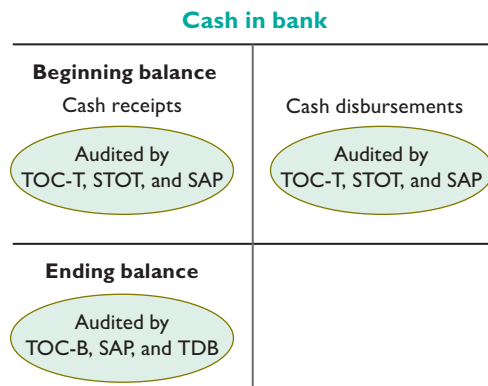 Cash in bank
Beginning balance
Cash receipts
Cash disbursements
Audited by
TOC-T, STOT, and SAP
Audited by
TOC-T, STOT, and SAP
Ending balance
Audited by
TOC-B, SAP, and TDB